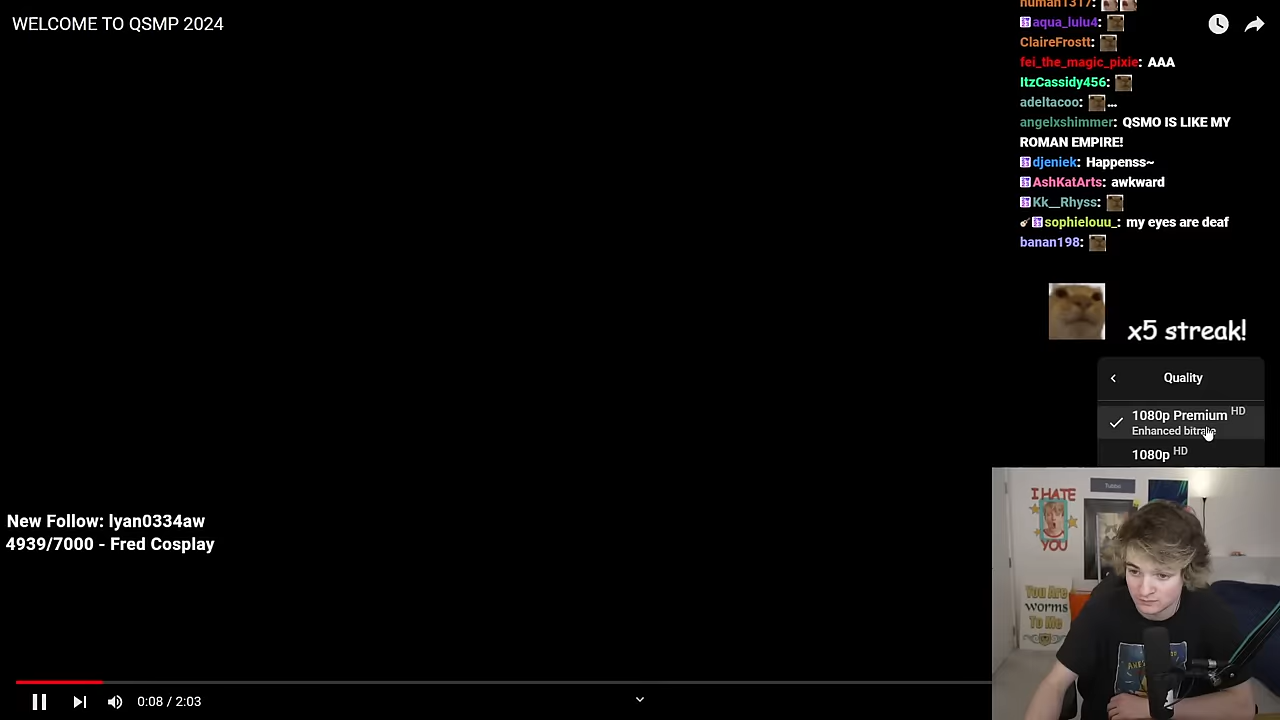 WELCOME TO QSMP 2024
human1317:
aqua_lulu4:
ClaireFrostt:
fei_the_magic_pixie: AAA
ItzCassidy456:
adeltacoo: ...
angelxshimmer: QSMO IS LIKE MY
ROMAN EMPIRE!
djeniek: Happenss~
AshKatArts: awkward
Kk__Rhyss:
sophielouu_: my eyes are deaf
banan198:
x5 streak!
Quality
1080p Premium HD
Enhanced bitrate
1080p HD
New Follow: lyan0334aw
4939/7000 - Fred Cosplay
Tubbo
I HATE
YOU
You Are
worms
To Me
0:08 / 2:03